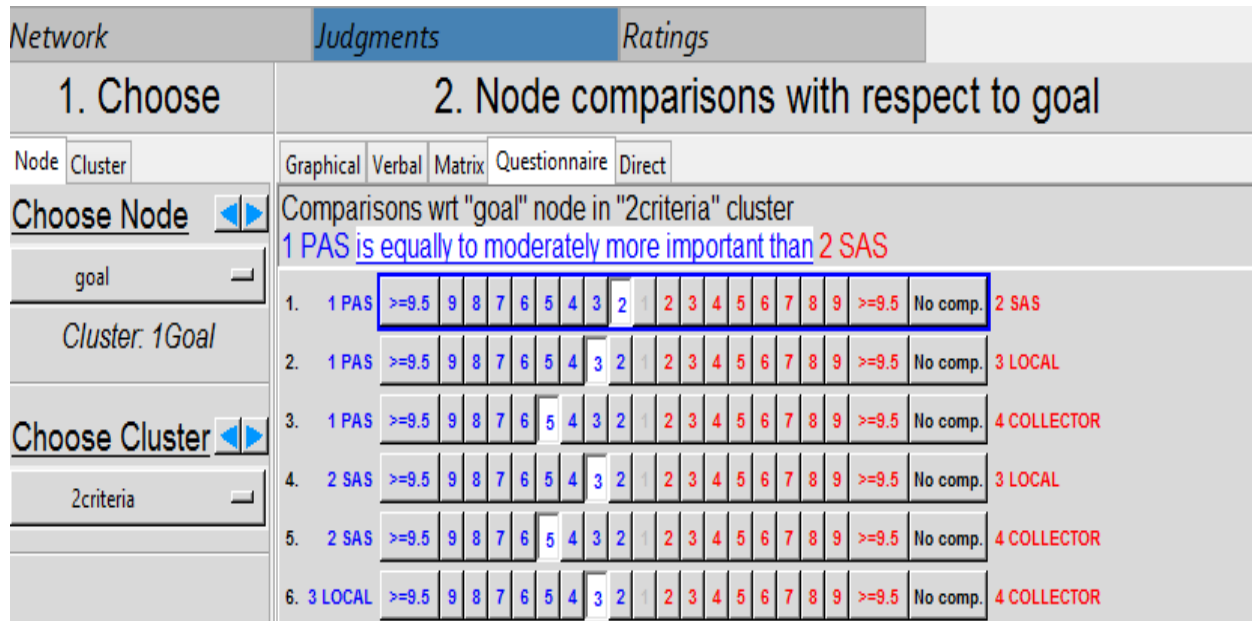 Network Judgments Ratings
1. Choose
2. Node comparisons with respect to goal
Node Cluster
Graphical Verbal Matrix Questionnaire Direct
Choose Node
goal
Cluster: 1Goal
Choose Cluster
2criteria
Comparisons wrt "goal" node in "2criteria" cluster
1 PAS is equally to moderately more important than 2 SAS
1. 1 PAS >=9.5 9 8 7 6 5 4 3 2 1 2 3 4 5 6 7 8 9 >=9.5 No comp. 2 SAS
2. 1 PAS >=9.5 9 8 7 6 5 4 3 2 1 2 3 4 5 6 7 8 9 >=9.5 No comp. 3 LOCAL
3. 1 PAS >=9.5 9 8 7 6 5 4 3 2 1 2 3 4 5 6 7 8 9 >=9.5 No comp. 4 COLLECTOR
4. 2 SAS >=9.5 9 8 7 6 5 4 3 2 1 2 3 4 5 6 7 8 9 >=9.5 No comp. 3 LOCAL
5. 2 SAS >=9.5 9 8 7 6 5 4 3 2 1 2 3 4 5 6 7 8 9 >=9.5 No comp. 4 COLLECTOR
6. 3 LOCAL >=9.5 9 8 7 6 5 4 3 2 1 2 3 4 5 6 7 8 9 >=9.5 No comp. 4 COLLECTOR